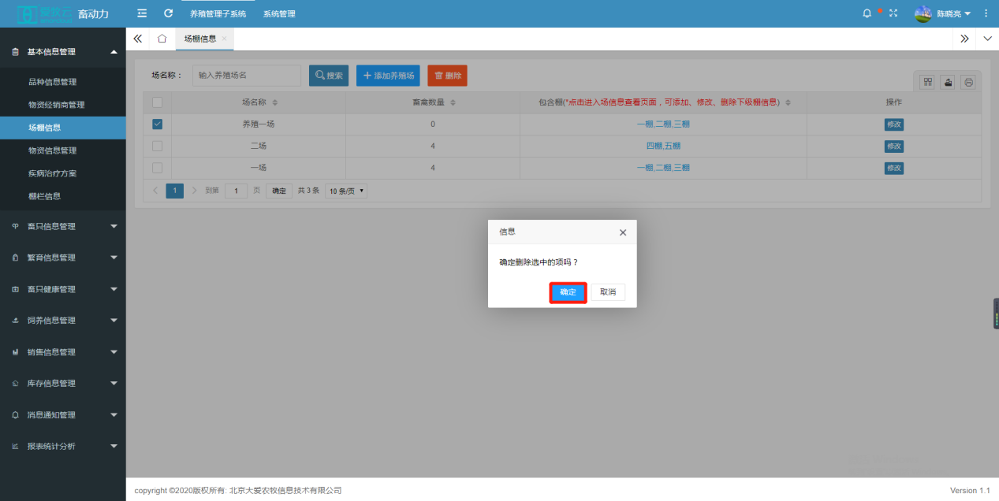 爱牧云 畜动力 养殖管理子系统 系统管理 陈晓亮
场棚信息
基本信息管理
品种信息管理
物资经销商管理
场棚信息
物资信息管理
疾病治疗方案
棚栏信息
畜只信息管理
繁育信息管理
畜只健康管理
饲养信息管理
销售信息管理
库存信息管理
消息通知管理
报表统计分析
场名称： 输入养殖场名 搜索 添加养殖场 删除
场名称 畜禽数量 包含棚(*点击进入场信息查看页面，可添加、修改、删除下级棚信息) 操作
养殖一场 0 一棚,二棚,三棚 修改
二场 4 四棚,五棚 修改
一场 4 一棚,二棚,三棚 修改
1 到第 1 页 确定 共 3 条 10 条/页
信息
确定删除选中的项吗？
确定 取消
copyright ©2020版权所有: 北京大爱农牧信息技术有限公司 Version 1.1